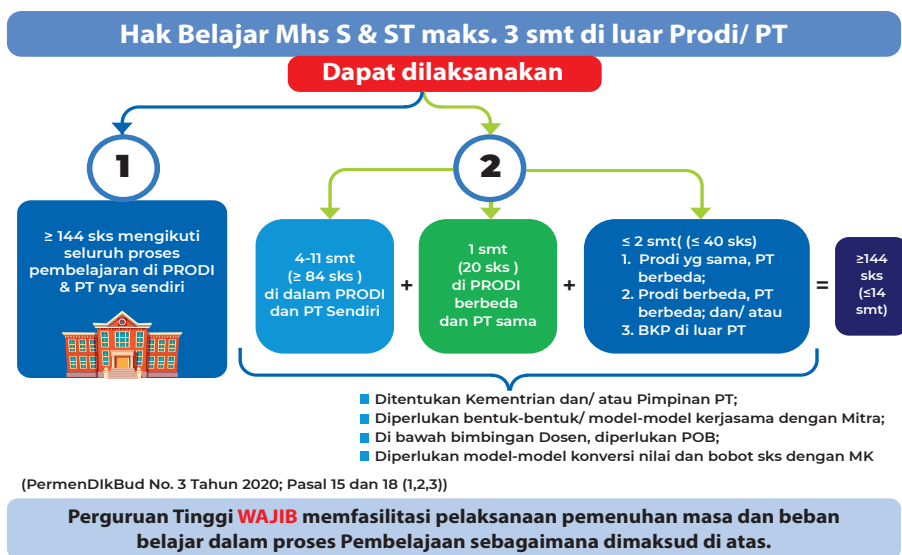 Hak Belajar Mhs S & ST maks. 3 smt di luar Prodi/ PT
Dapat dilaksanakan
1
2
≥ 144 sks mengikuti
seluruh proses
pembelajaran di PRODI
& PT nya sendiri
4-11 smt
(≥ 84 sks )
di dalam PRODI
dan PT Sendiri
+
1 smt
(20 sks )
di PRODI
berbeda
dan PT sama
+
≤ 2 smt( (≤ 40 sks)
1. Prodi yg sama, PT
berbeda;
2. Prodi berbeda, PT
berbeda; dan/ atau
3. BKP di luar PT
=
≥144
sks
(≤14
smt)
Ditentukan Kementrian dan/ atau Pimpinan PT;
Diperlukan bentuk-bentuk/ model-model kerjasama dengan Mitra;
Di bawah bimbingan Dosen, diperlukan POB;
Diperlukan model-model konversi nilai dan bobot sks dengan MK
(PermenDIkBud No. 3 Tahun 2020; Pasal 15 dan 18 (1,2,3))
Perguruan Tinggi WAJIB memfasilitasi pelaksanaan pemenuhan masa dan beban
belajar dalam proses Pembelajaan sebagaimana dimaksud di atas.